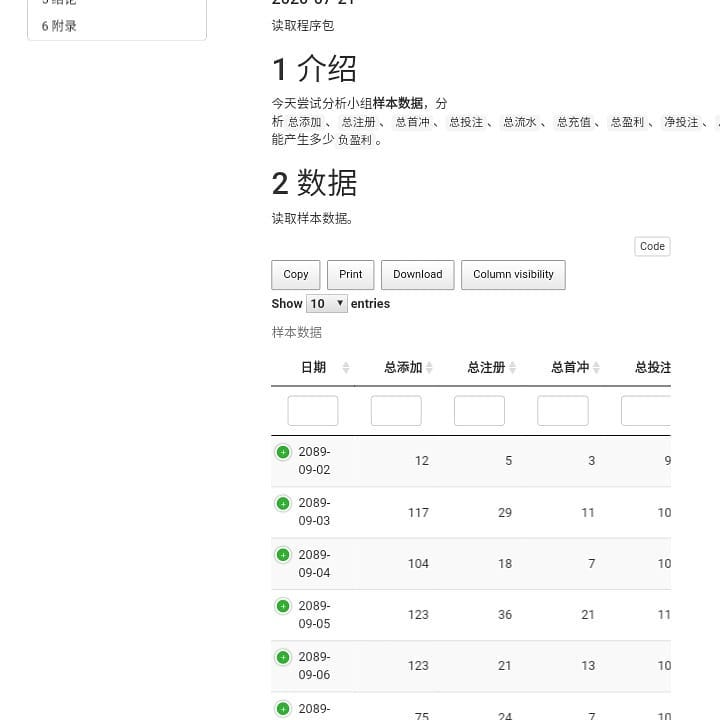 5 结论
6 附录
2020-07-21
读取程序包
1 介绍
今天尝试分析小组样本数据，分
析 总添加 、 总注册 、 总首冲 、 总投注 、 总流水 、 总充值 、 总盈利 、 净投注 、
能产生多少 负盈利 。
2 数据
读取样本数据。
Code
Copy Print Download Column visibility
Show 10 entries
样本数据
日期 总添加 总注册 总首冲 总投注
2089-
09-02 12 5 3 9
2089-
09-03 117 29 11 10
2089-
09-04 104 18 7 10
2089-
09-05 123 36 21 11
2089-
09-06 123 21 13 10
2089- 75 24 7 10